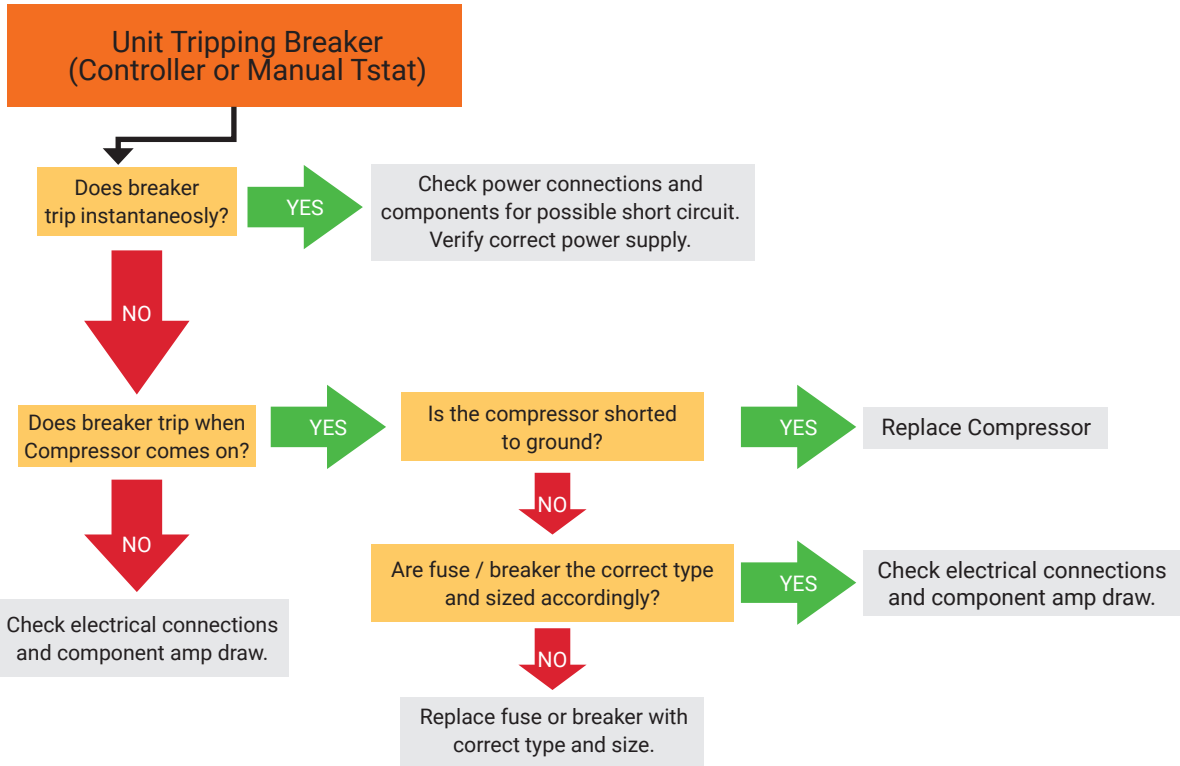 Unit Tripping Breaker
(Controller or Manual Tstat)
Does breaker
trip instantaneosly?
YES
Check power connections and
components for possible short circuit.
Verify correct power supply.
NO
Does breaker trip when
Compressor comes on?
YES
Is the compressor shorted
to ground?
YES
Replace Compressor
NO
NO
Are fuse / breaker the correct type
and sized accordingly?
YES
Check electrical connections
and component amp draw.
Check electrical connections
and component amp draw.
NO
Replace fuse or breaker with
correct type and size.